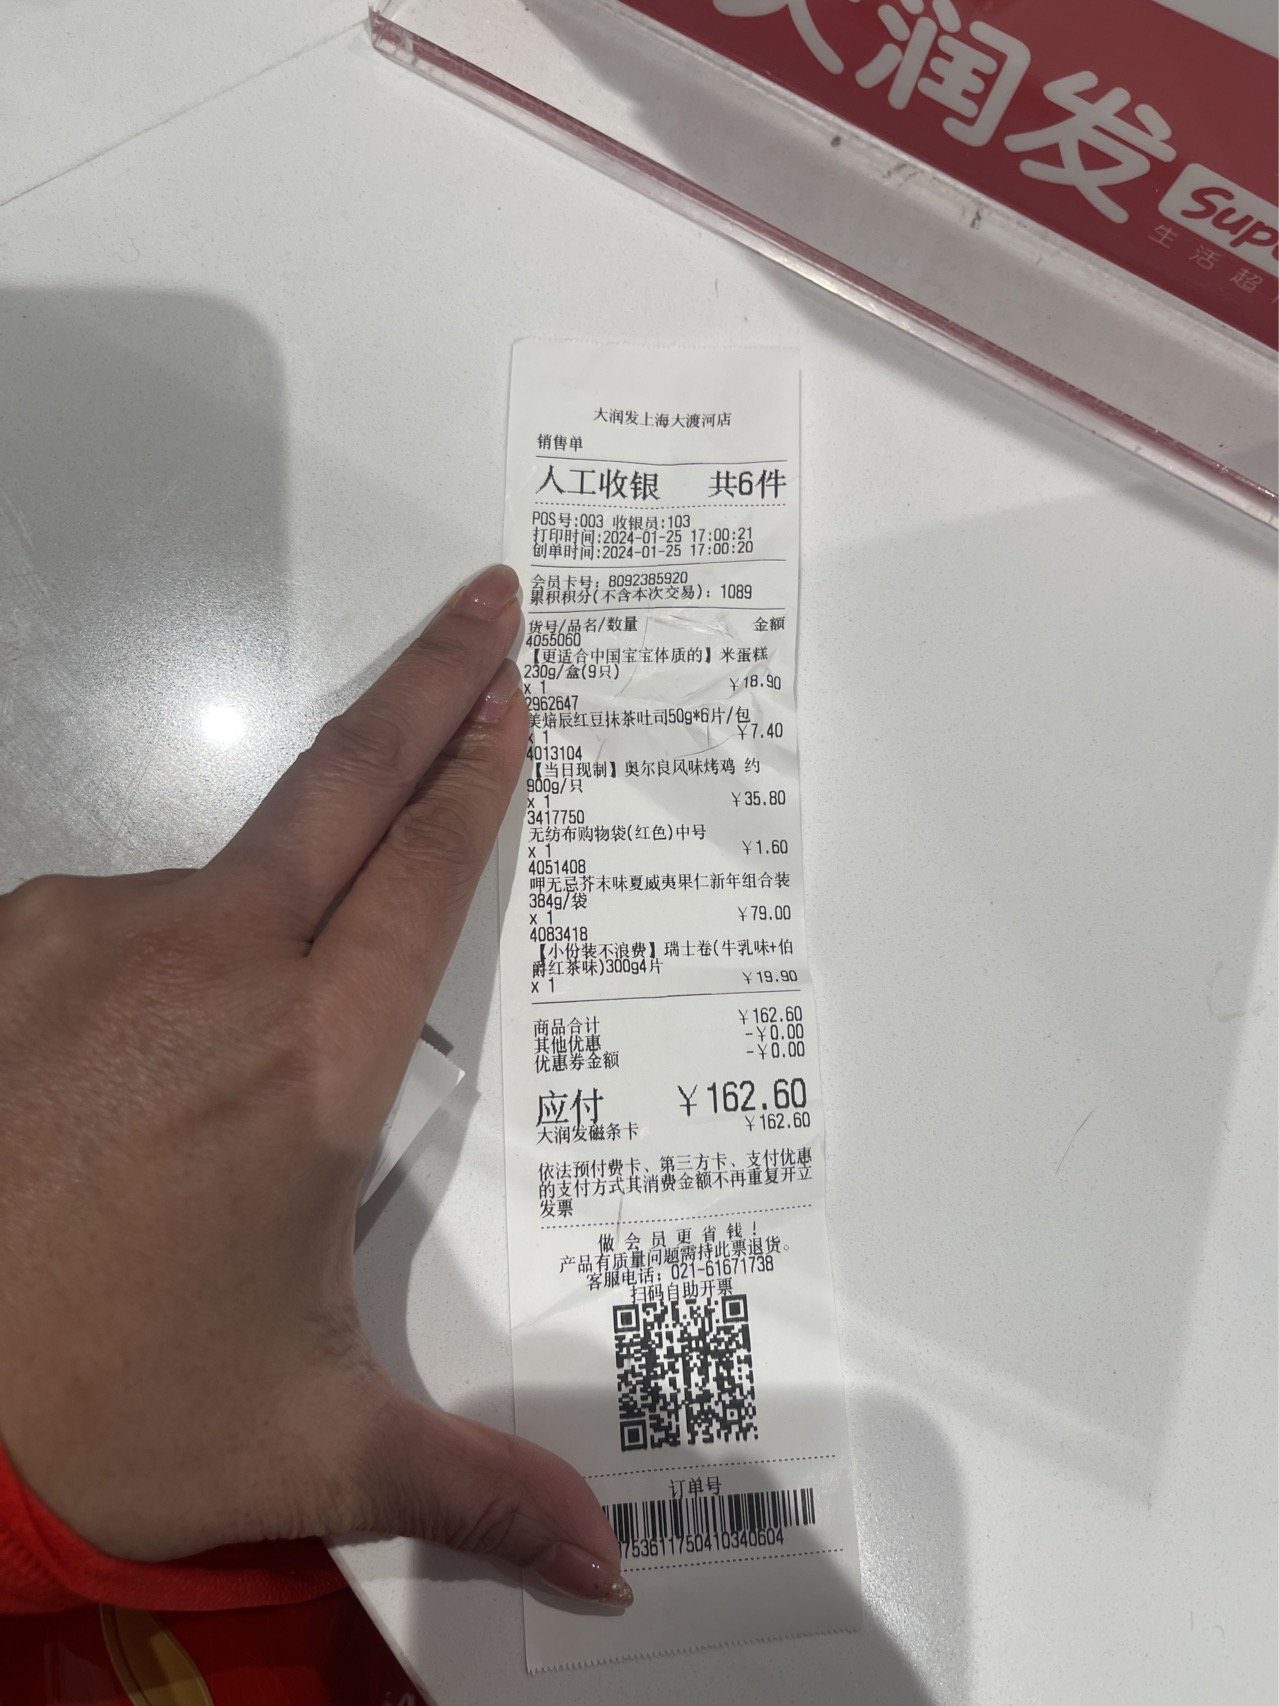 大润发
Sup
生活超
大润发上海大渡河店
销售单
人工收银 共6件
POS号:003 收银员:103
打印时间:2024-01-25 17:00:21
创单时间:2024-01-25 17:00:20
会员卡号: 8092385920
累积积分(不含本次交易): 1089
货号/品名/数量 金额
4055060
【更适合中国宝宝体质的】米蛋糕
230g/盒(9只)
x 1 ￥18.90
2962647
美焙辰红豆抹茶吐司50g*6片/包
x 1 ￥7.40
4013104
【当日现制】奥尔良风味烤鸡 约
900g/只
x 1 ￥35.80
3417750
无纺布购物袋(红色)中号
x 1 ￥1.60
4051408
呷无忌芥末味夏威夷果仁新年组合装
384g/袋
x 1 ￥79.00
4083418
【小份装不浪费】瑞士卷(牛乳味+伯
爵红茶味)300g4片
x 1 ￥19.90
商品合计 ￥162.60
其他优惠 -￥0.00
优惠券金额 -￥0.00
应付 ￥162.60
大润发磁条卡 ￥162.60
依法预付费卡、第三方卡、支付优惠
的支付方式其消费金额不再重复开立
发票
做会员更省钱!
产品有质量问题需持此票退货。
客服电话: 021-61671738
扫码自助开票
订单号
7536117504103​40604